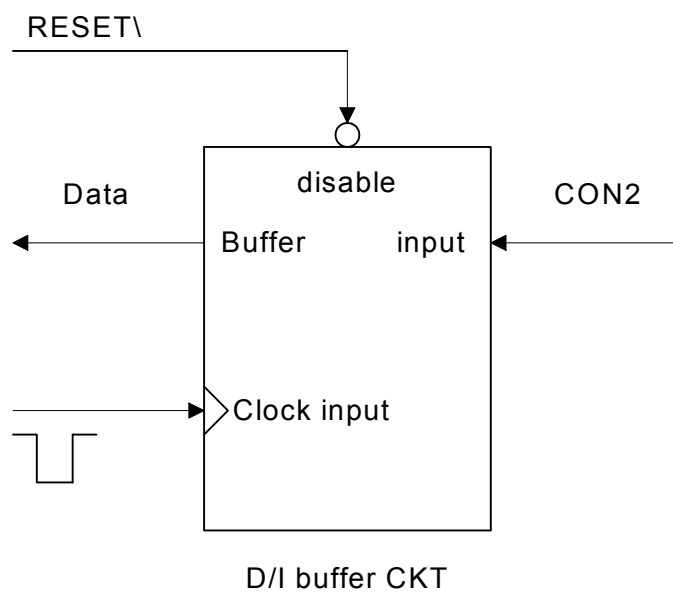 RESET\
disable
Data
CON2
Buffer
input
Clock input
D/I buffer CKT